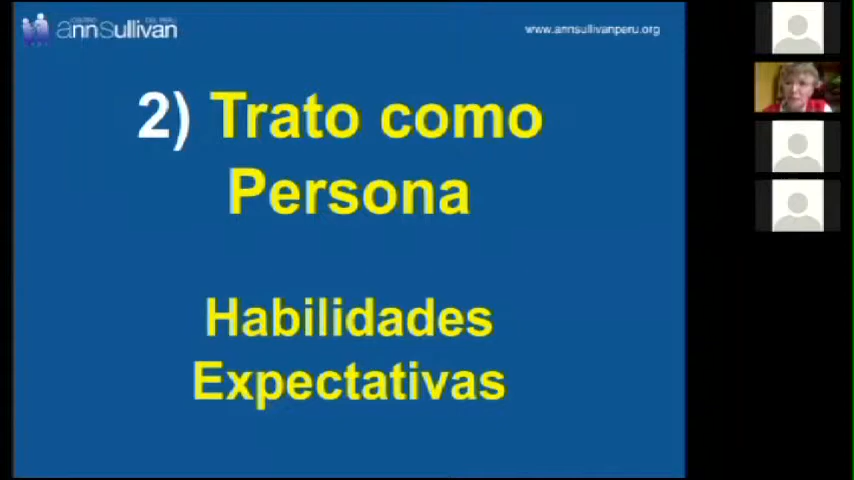 CENTRO DEL PERÚ
annsullivan
www.annsullivanperu.org
2) Trato como
Persona
Habilidades
Expectativas